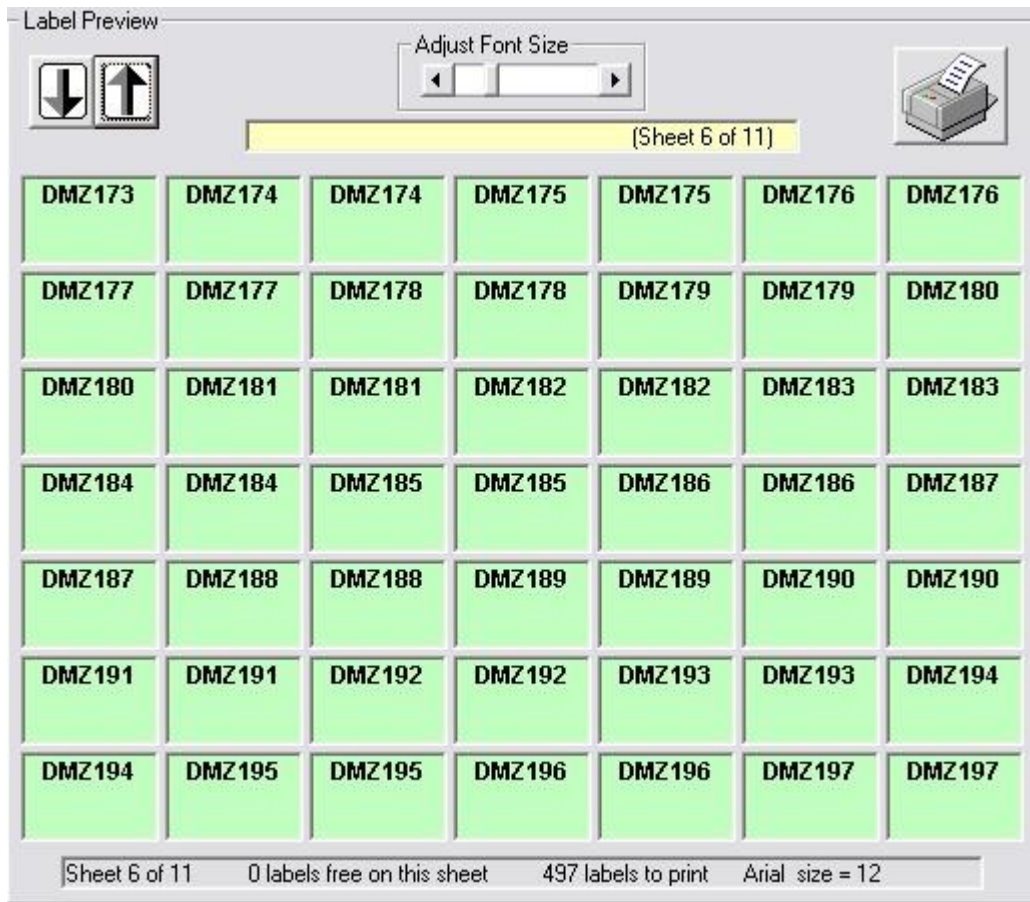 Label Preview
Adjust Font Size
(Sheet 6 of 11)
DMZ173 DMZ174 DMZ174 DMZ175 DMZ175 DMZ176 DMZ176
DMZ177 DMZ177 DMZ178 DMZ178 DMZ179 DMZ179 DMZ180
DMZ180 DMZ181 DMZ181 DMZ182 DMZ182 DMZ183 DMZ183
DMZ184 DMZ184 DMZ185 DMZ185 DMZ186 DMZ186 DMZ187
DMZ187 DMZ188 DMZ188 DMZ189 DMZ189 DMZ190 DMZ190
DMZ191 DMZ191 DMZ192 DMZ192 DMZ193 DMZ193 DMZ194
DMZ194 DMZ195 DMZ195 DMZ196 DMZ196 DMZ197 DMZ197
Sheet 6 of 11 0 labels free on this sheet 497 labels to print Arial size = 12